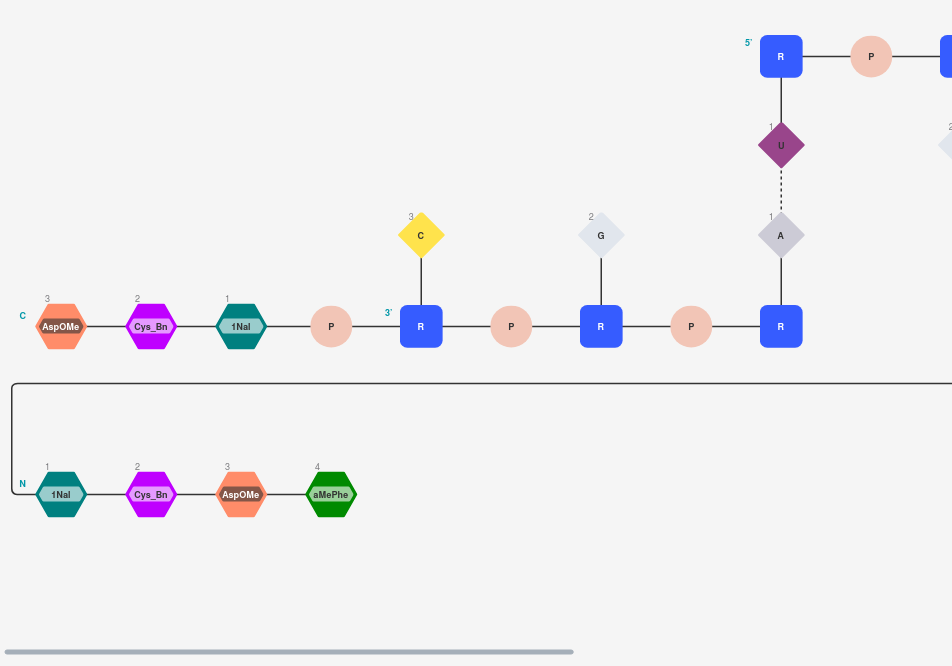 5' R P
1 U 2
3 C 2 G 1 A
C 3 AspOMe 2 Cys_Bn 1 1Nal P 3' R P R P R
N 1 1Nal 2 Cys_Bn 3 AspOMe 4 aMePhe